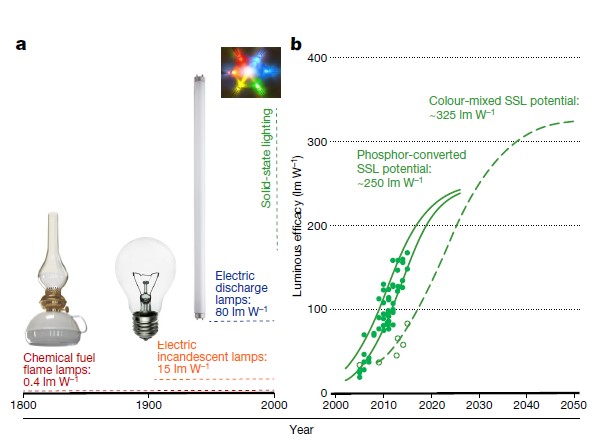 a
b
400
300
200
100
0
Luminous efficacy (lm W⁻¹)
Colour-mixed SSL potential:
~325 lm W⁻¹
Phosphor-converted
SSL potential:
~250 lm W⁻¹
Solid-state lighting
Electric
discharge
lamps:
80 lm W⁻¹
Electric
incandescent lamps:
15 lm W⁻¹
Chemical fuel
flame lamps:
0.4 lm W⁻¹
1800 1900 2000
2000 2010 2020 2030 2040 2050
Year